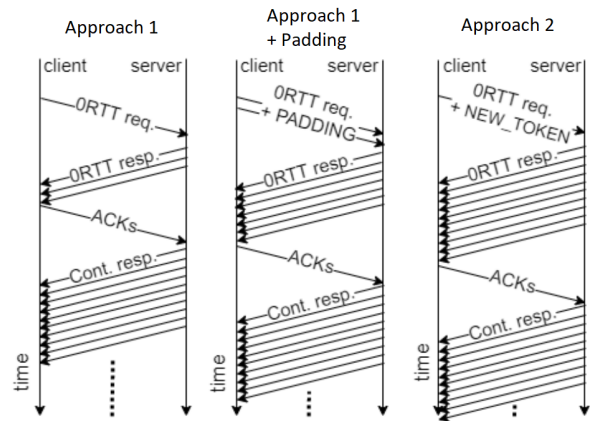 Approach 1
client server
0RTT req.
0RTT resp.
ACKs
Cont. resp.
time
Approach 1
+ Padding
client server
0RTT req.
+ PADDING
0RTT resp.
ACKs
Cont. resp.
time
Approach 2
client server
0RTT req.
+ NEW_TOKEN
0RTT resp.
ACKs
Cont. resp.
time